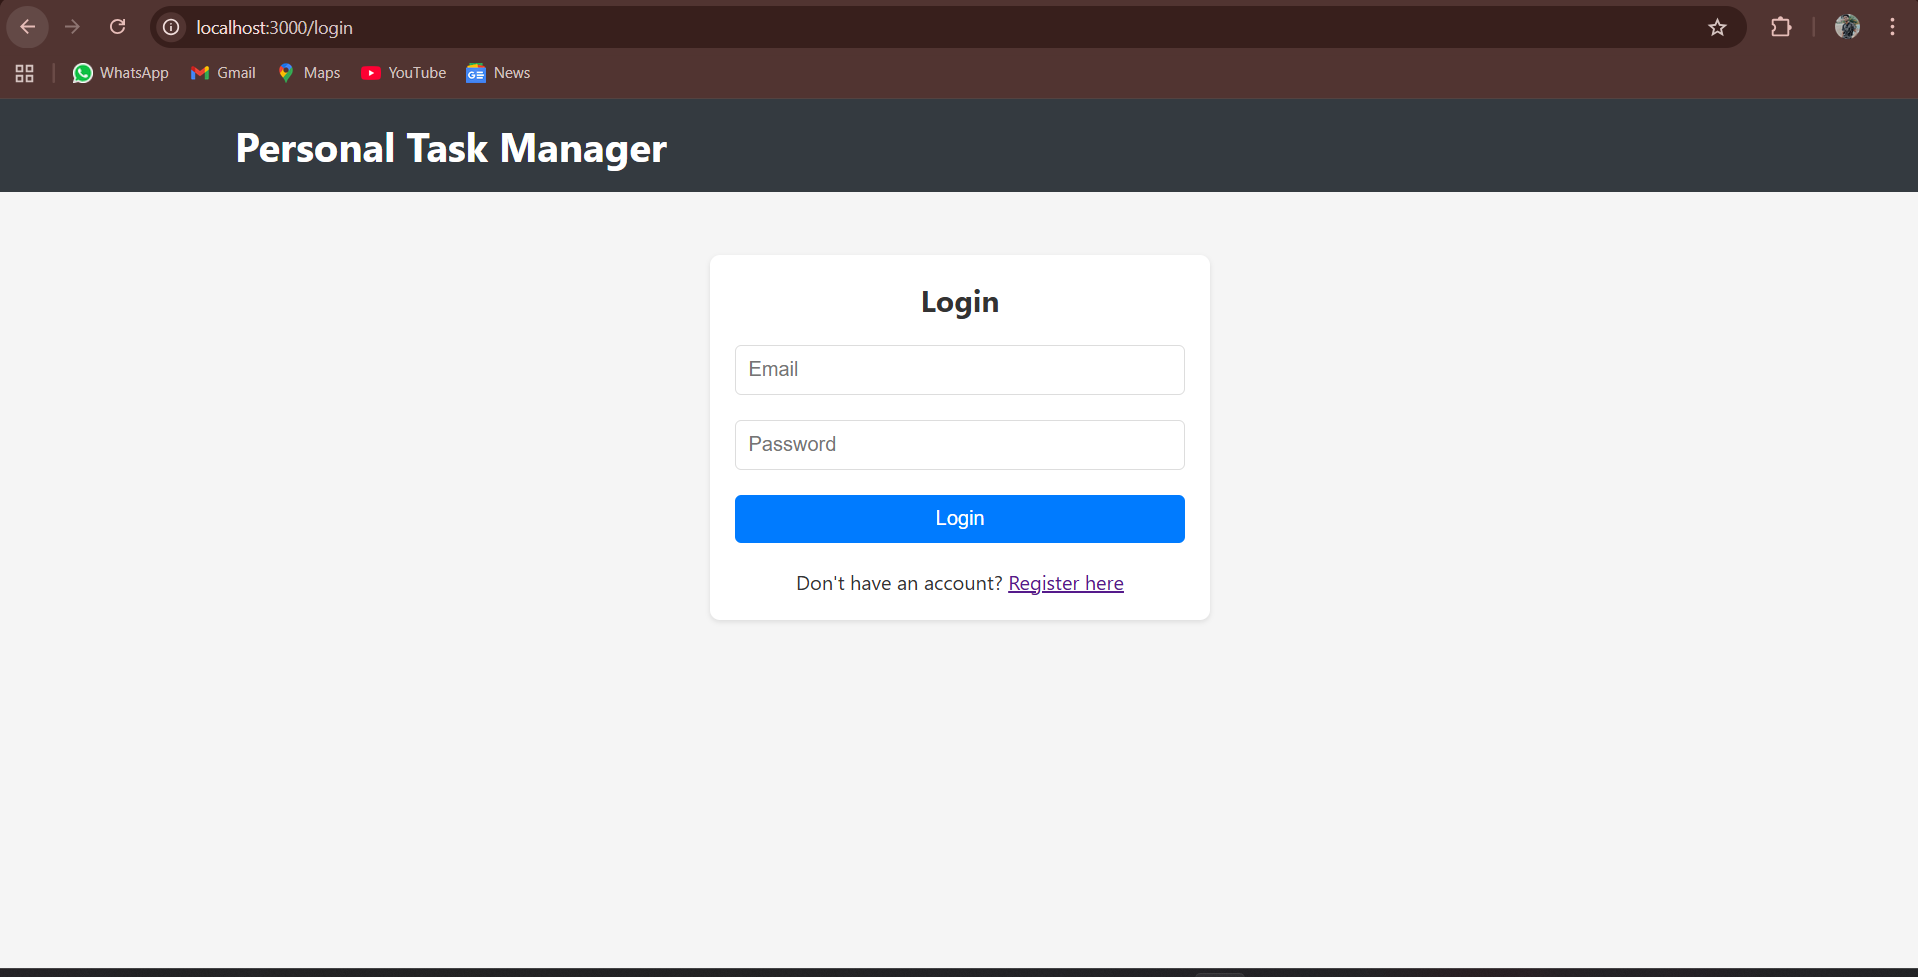 localhost:3000/login
WhatsApp Gmail Maps YouTube News
Personal Task Manager
Login
Email
Password
Login
Don't have an account? Register here